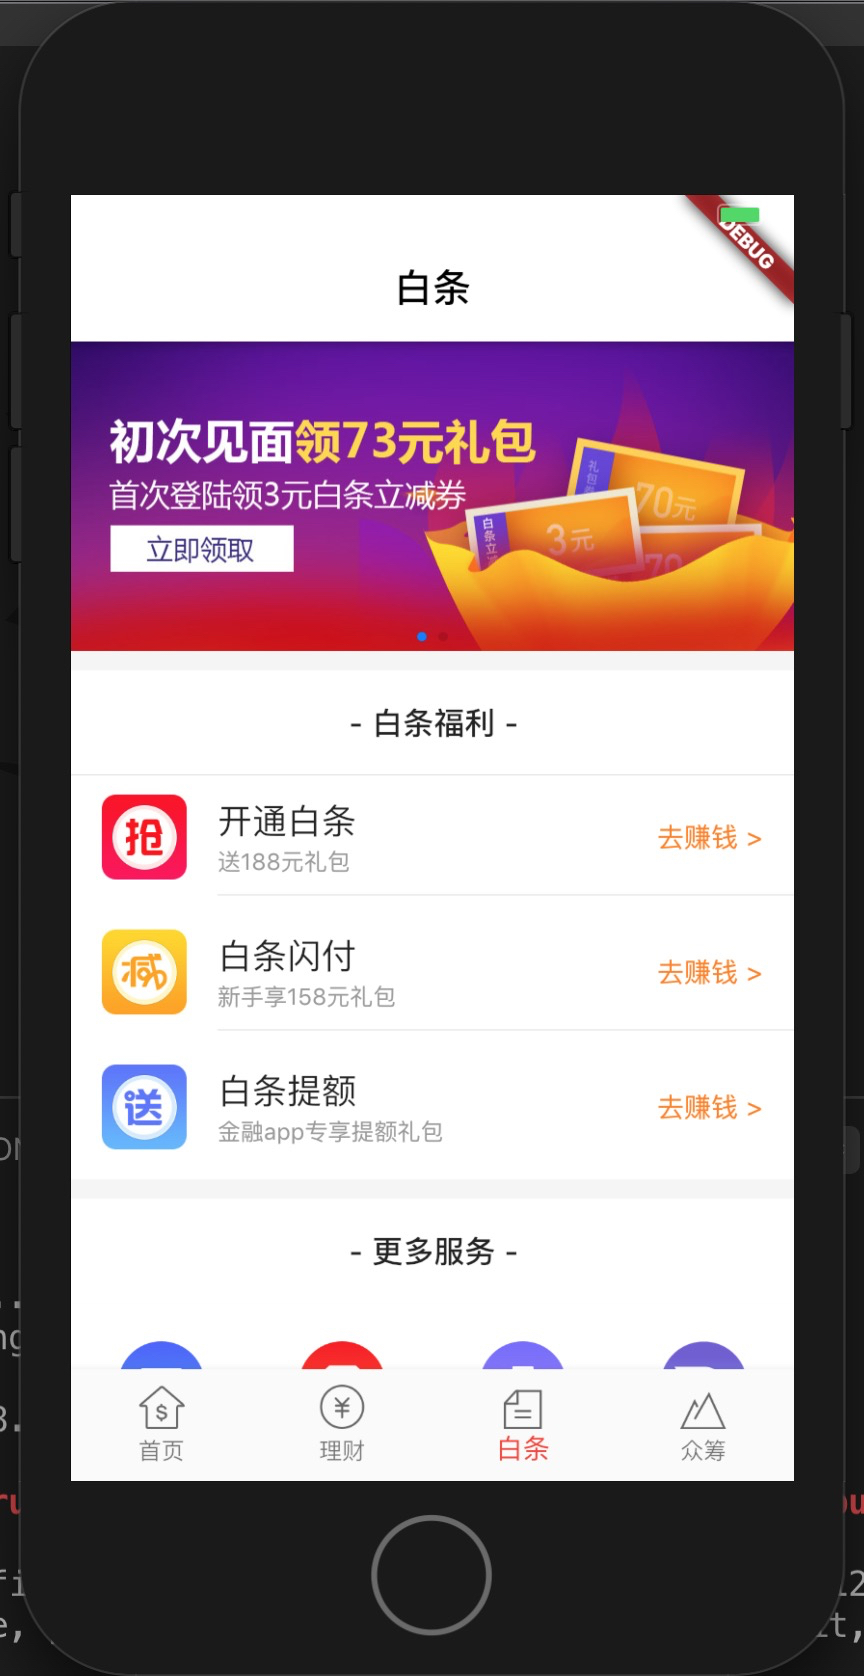 DEBUG
白条
初次见面领73元礼包
首次登陆领3元白条立减券
立即领取
礼包
70元
白条立
3元
70
- 白条福利 -
抢
开通白条
送188元礼包
去赚钱 >
减
白条闪付
新手享158元礼包
去赚钱 >
送
白条提额
金融app专享提额礼包
去赚钱 >
- 更多服务 -
首页
理财
白条
众筹